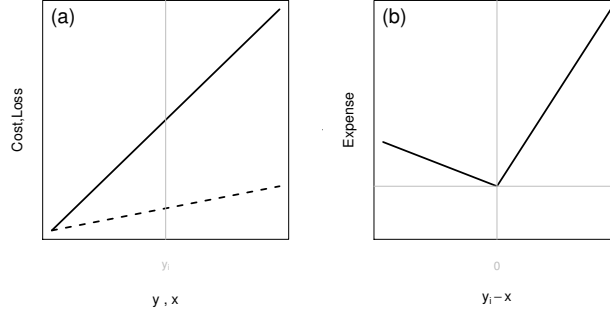 (a)
Cost,Loss
yi
y , x
(b)
Expense
0
yi − x